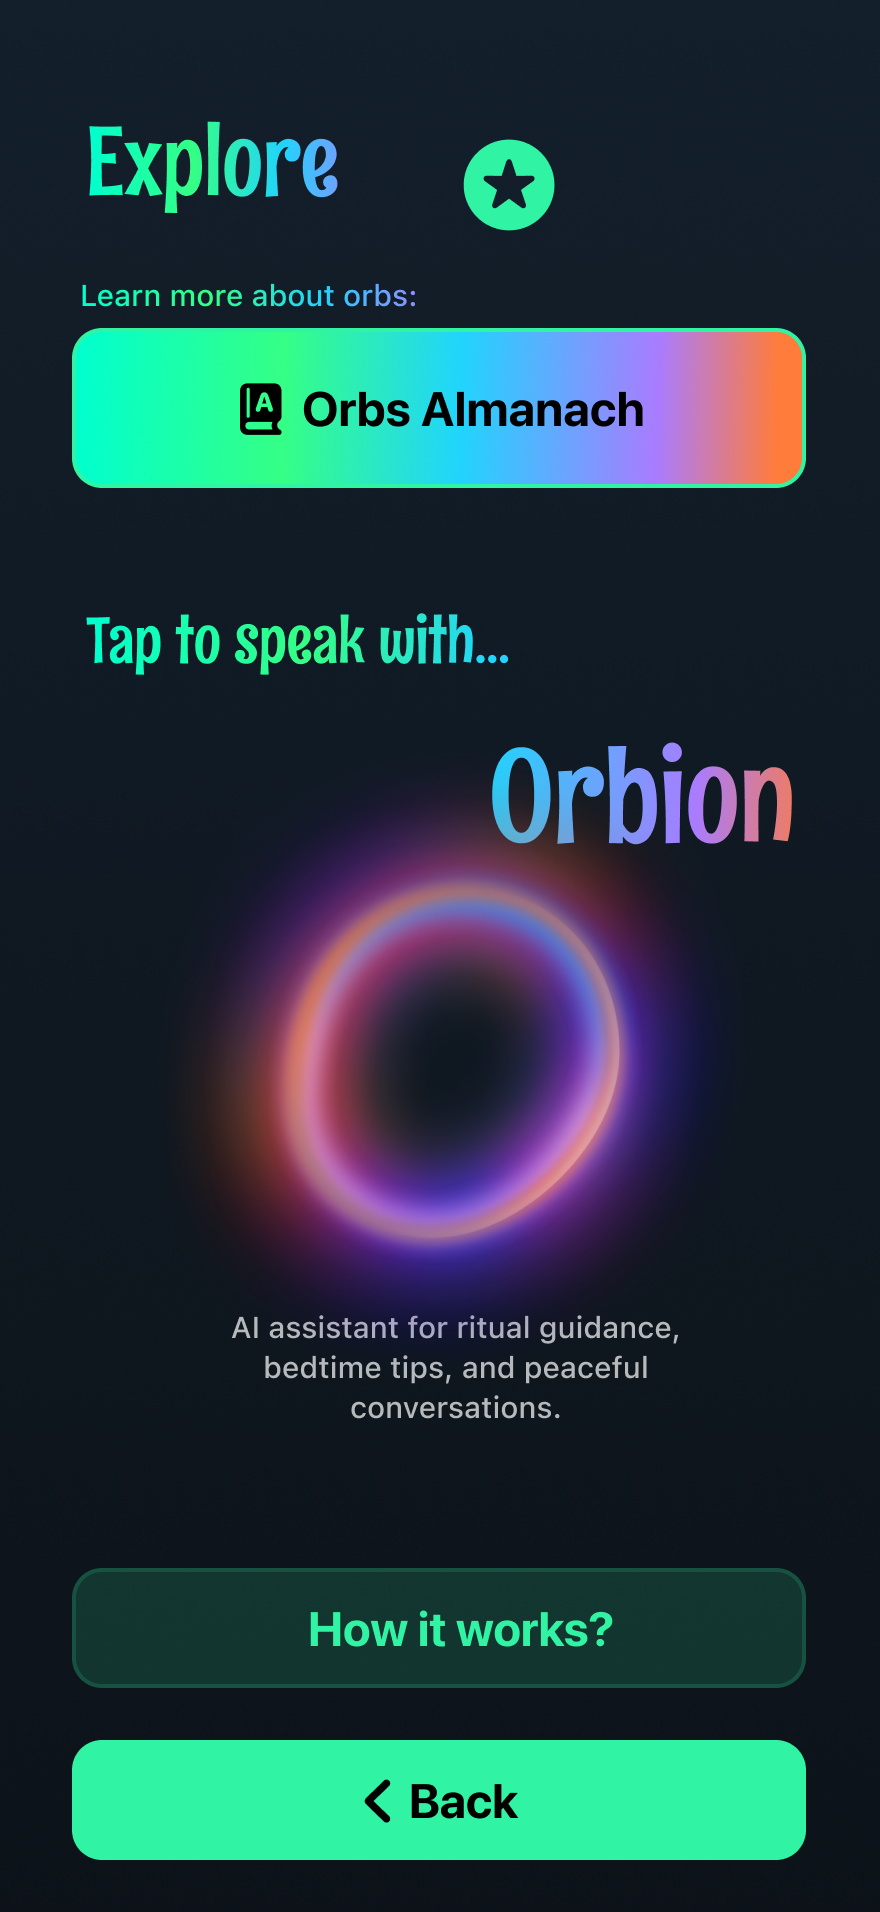 Explore
Learn more about orbs:
Orbs Almanach
Tap to speak with...
Orbion
AI assistant for ritual guidance,
bedtime tips, and peaceful
conversations.
How it works?
Back